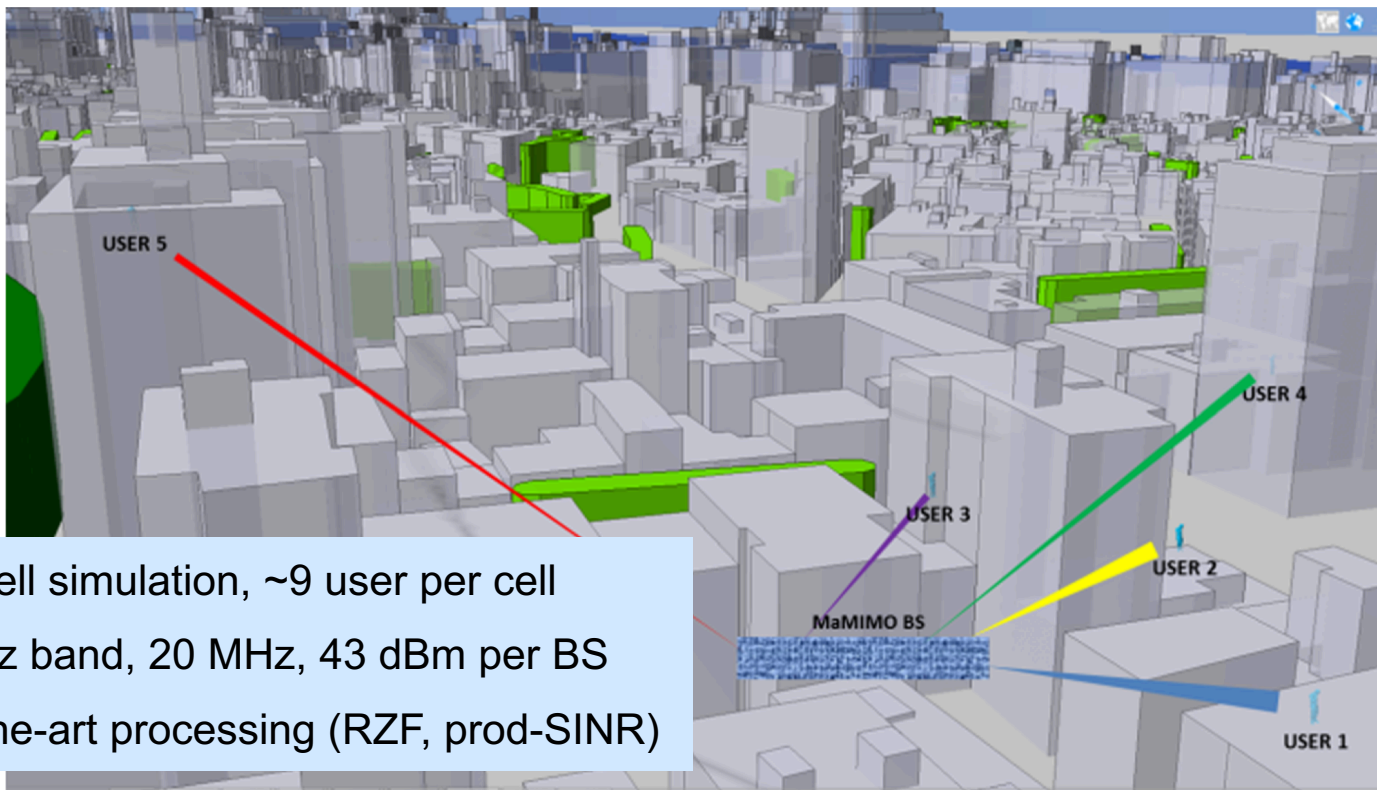 USER 5
USER 4
USER 3
USER 2
MaMIMO BS
USER 1
ell simulation, ~9 user per cell
z band, 20 MHz, 43 dBm per BS
ne-art processing (RZF, prod-SINR)